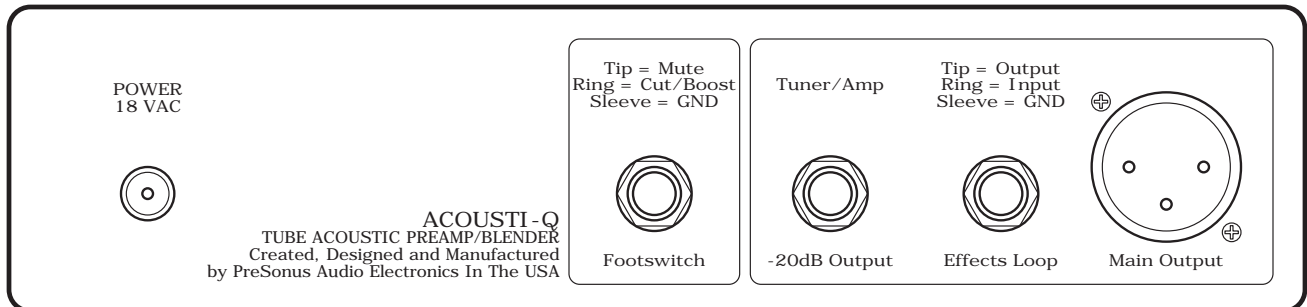 POWER
18 VAC
ACOUSTI-Q
TUBE ACOUSTIC PREAMP/BLENDER
Created, Designed and Manufactured
by PreSonus Audio Electronics In The USA
Tip = Mute
Ring = Cut/Boost
Sleeve = GND
Footswitch
Tuner/Amp
-20dB Output
Tip = Output
Ring = Input
Sleeve = GND
Effects Loop
Main Output